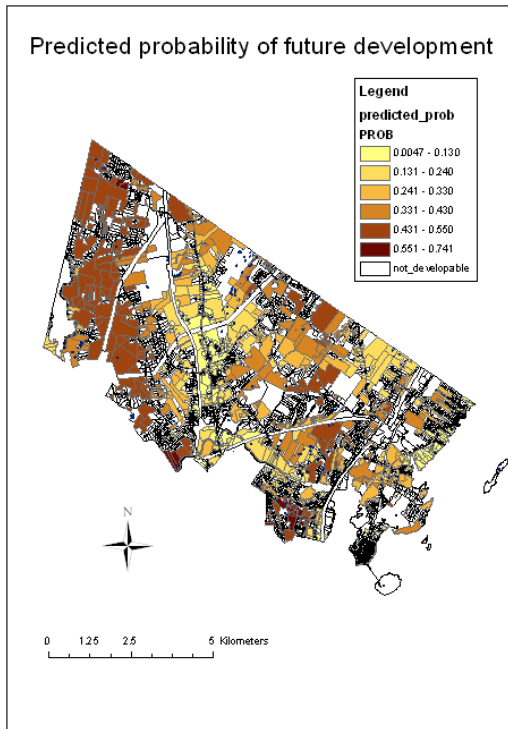 Predicted probability of future development
Legend
predicted_prob
PROB
0.0047 - 0.130
0.131 - 0.240
0.241 - 0.330
0.331 - 0.430
0.431 - 0.550
0.551 - 0.741
not_developable
N
0 1.25 2.5 5 Kilometers